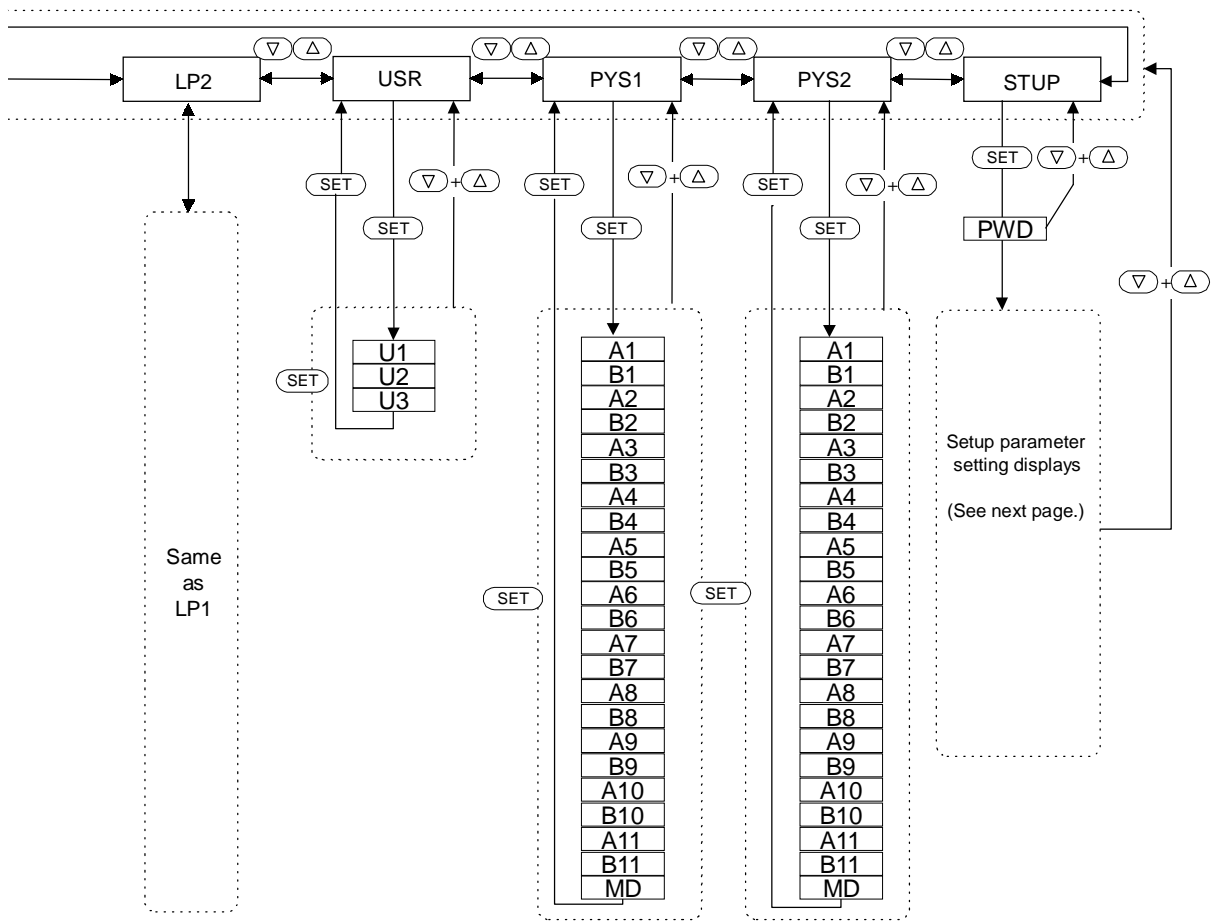 ▽ △ ▽ △ ▽ △ ▽ △
LP2 USR PYS1 PYS2 STUP
SET ▽ + △
SET ▽ + △
SET
SET ▽ + △
SET
SET ▽ + △
SET
SET
PWD
▽ + △
U1
U2
U3
SET
A1
B1
A2
B2
A3
B3
A4
B4
A5
B5
A6
B6
A7
B7
A8
B8
A9
B9
A10
B10
A11
B11
MD
SET
A1
B1
A2
B2
A3
B3
A4
B4
A5
B5
A6
B6
A7
B7
A8
B8
A9
B9
A10
B10
A11
B11
MD
SET
Setup parameter
setting displays
(See next page.)
Same
as
LP1